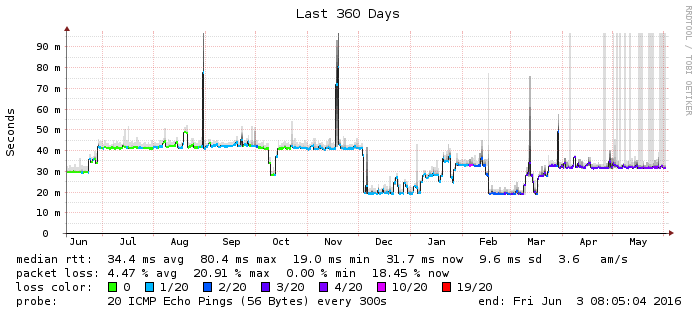 Last 360 Days
RRDTOOL / TOBI OETIKER
Seconds
90 m
80 m
70 m
60 m
50 m
40 m
30 m
20 m
10 m
0
Jun Jul Aug Sep Oct Nov Dec Jan Feb Mar Apr May
median rtt: 34.4 ms avg 80.4 ms max 19.0 ms min 31.7 ms now 9.6 ms sd 3.6 am/s
packet loss: 4.47 % avg 20.91 % max 0.00 % min 18.45 % now
loss color: 0 1/20 2/20 3/20 4/20 10/20 19/20
probe: 20 ICMP Echo Pings (56 Bytes) every 300s end: Fri Jun 3 08:05:04 2016